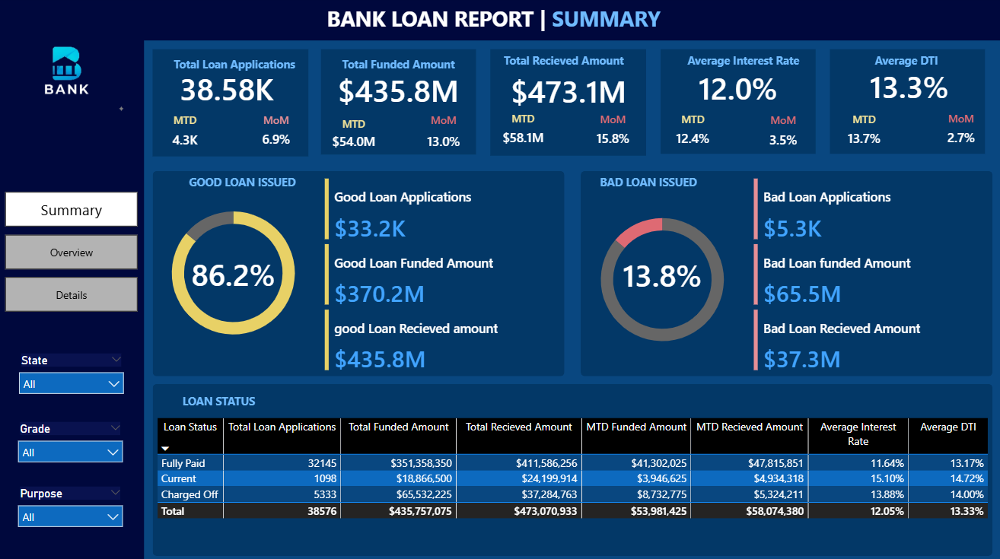 BANK LOAN REPORT | SUMMARY
BANK
Summary
Overview
Details
State
All
Grade
All
Purpose
All
Total Loan Applications
38.58K
MTD MoM
4.3K 6.9%
Total Funded Amount
$435.8M
MTD MoM
$54.0M 13.0%
Total Recieved Amount
$473.1M
MTD MoM
$58.1M 15.8%
Average Interest Rate
12.0%
MTD MoM
12.4% 3.5%
Average DTI
13.3%
MTD MoM
13.7% 2.7%
GOOD LOAN ISSUED
86.2%
Good Loan Applications
$33.2K
Good Loan Funded Amount
$370.2M
good Loan Recieved amount
$435.8M
BAD LOAN ISSUED
13.8%
Bad Loan Applications
$5.3K
Bad Loan funded Amount
$65.5M
Bad Loan Recieved Amount
$37.3M
LOAN STATUS
Loan Status Total Loan Applications Total Funded Amount Total Recieved Amount MTD Funded Amount MTD Recieved Amount Average Interest Average DTI
Rate
Fully Paid 32145 $351,358,350 $411,586,256 $41,302,025 $47,815,851 11.64% 13.17%
Current 1098 $18,866,500 $24,199,914 $3,946,625 $4,934,318 15.10% 14.72%
Charged Off 5333 $65,532,225 $37,284,763 $8,732,775 $5,324,211 13.88% 14.00%
Total 38576 $435,757,075 $473,070,933 $53,981,425 $58,074,380 12.05% 13.33%